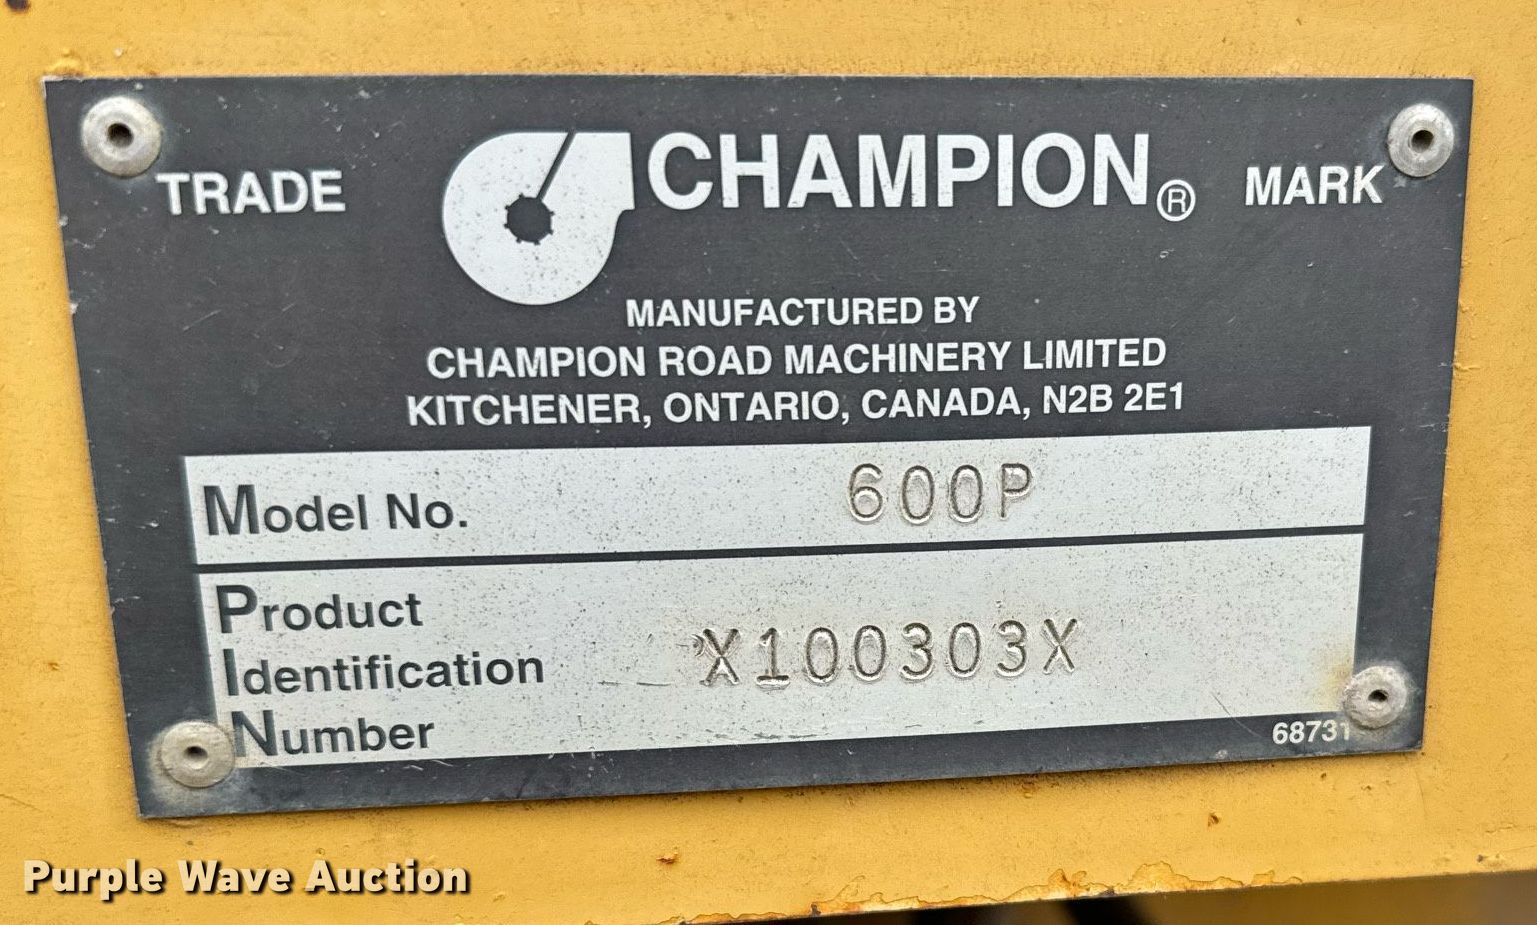 TRADE CHAMPION® MARK
MANUFACTURED BY
CHAMPION ROAD MACHINERY LIMITED
KITCHENER, ONTARIO, CANADA, N2B 2E1
Model No. 600P
Product
Identification X100303X
Number
68731
Purple Wave Auction